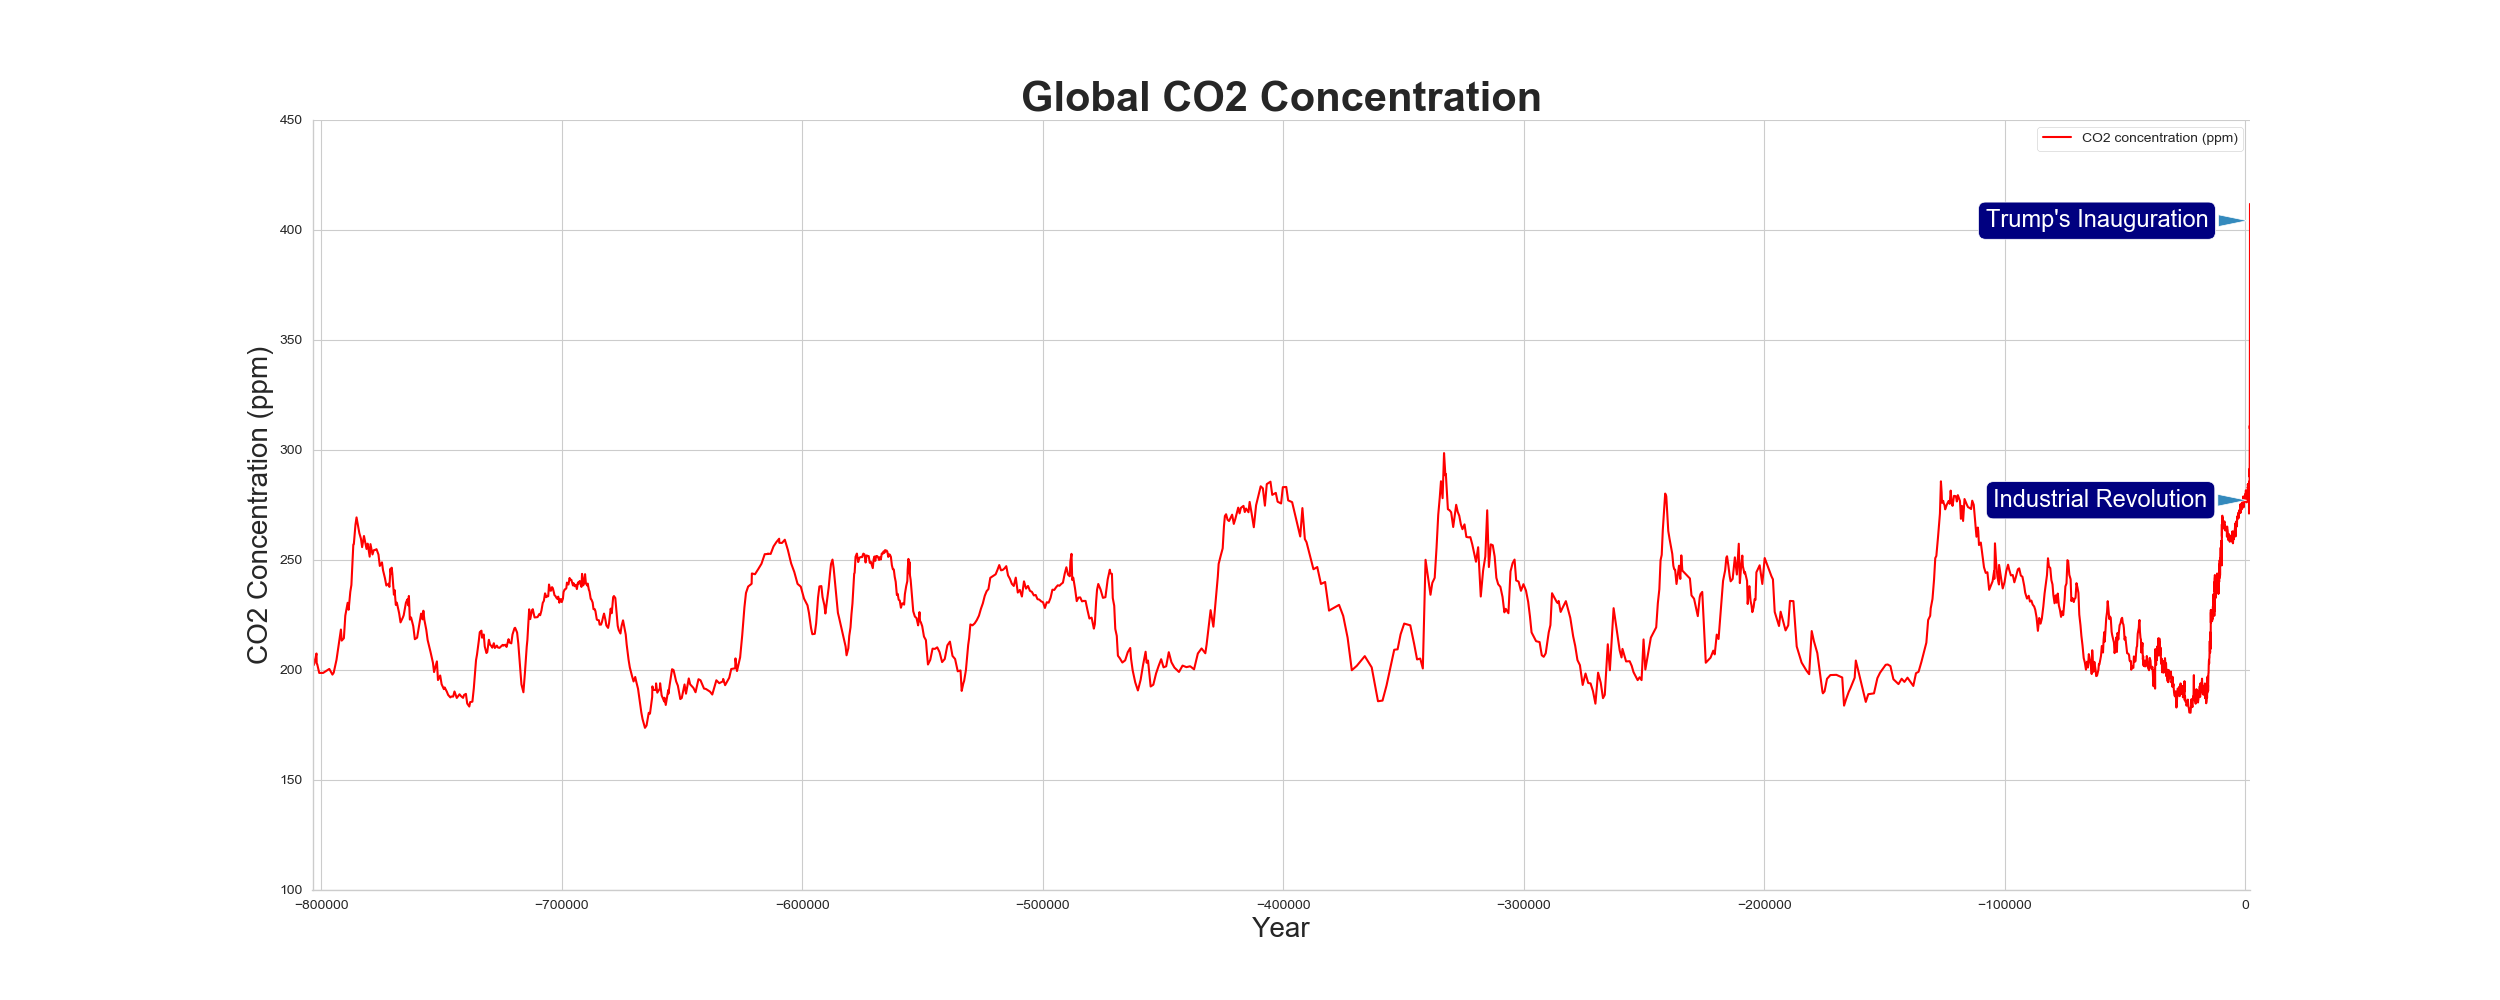 Global CO2 Concentration
450
CO2 concentration (ppm)
Trump's Inauguration
400
350
300
Industrial Revolution
250
200
150
100
CO2 Concentration (ppm)
−800000 −700000 −600000 −500000 −400000 −300000 −200000 −100000 0
Year